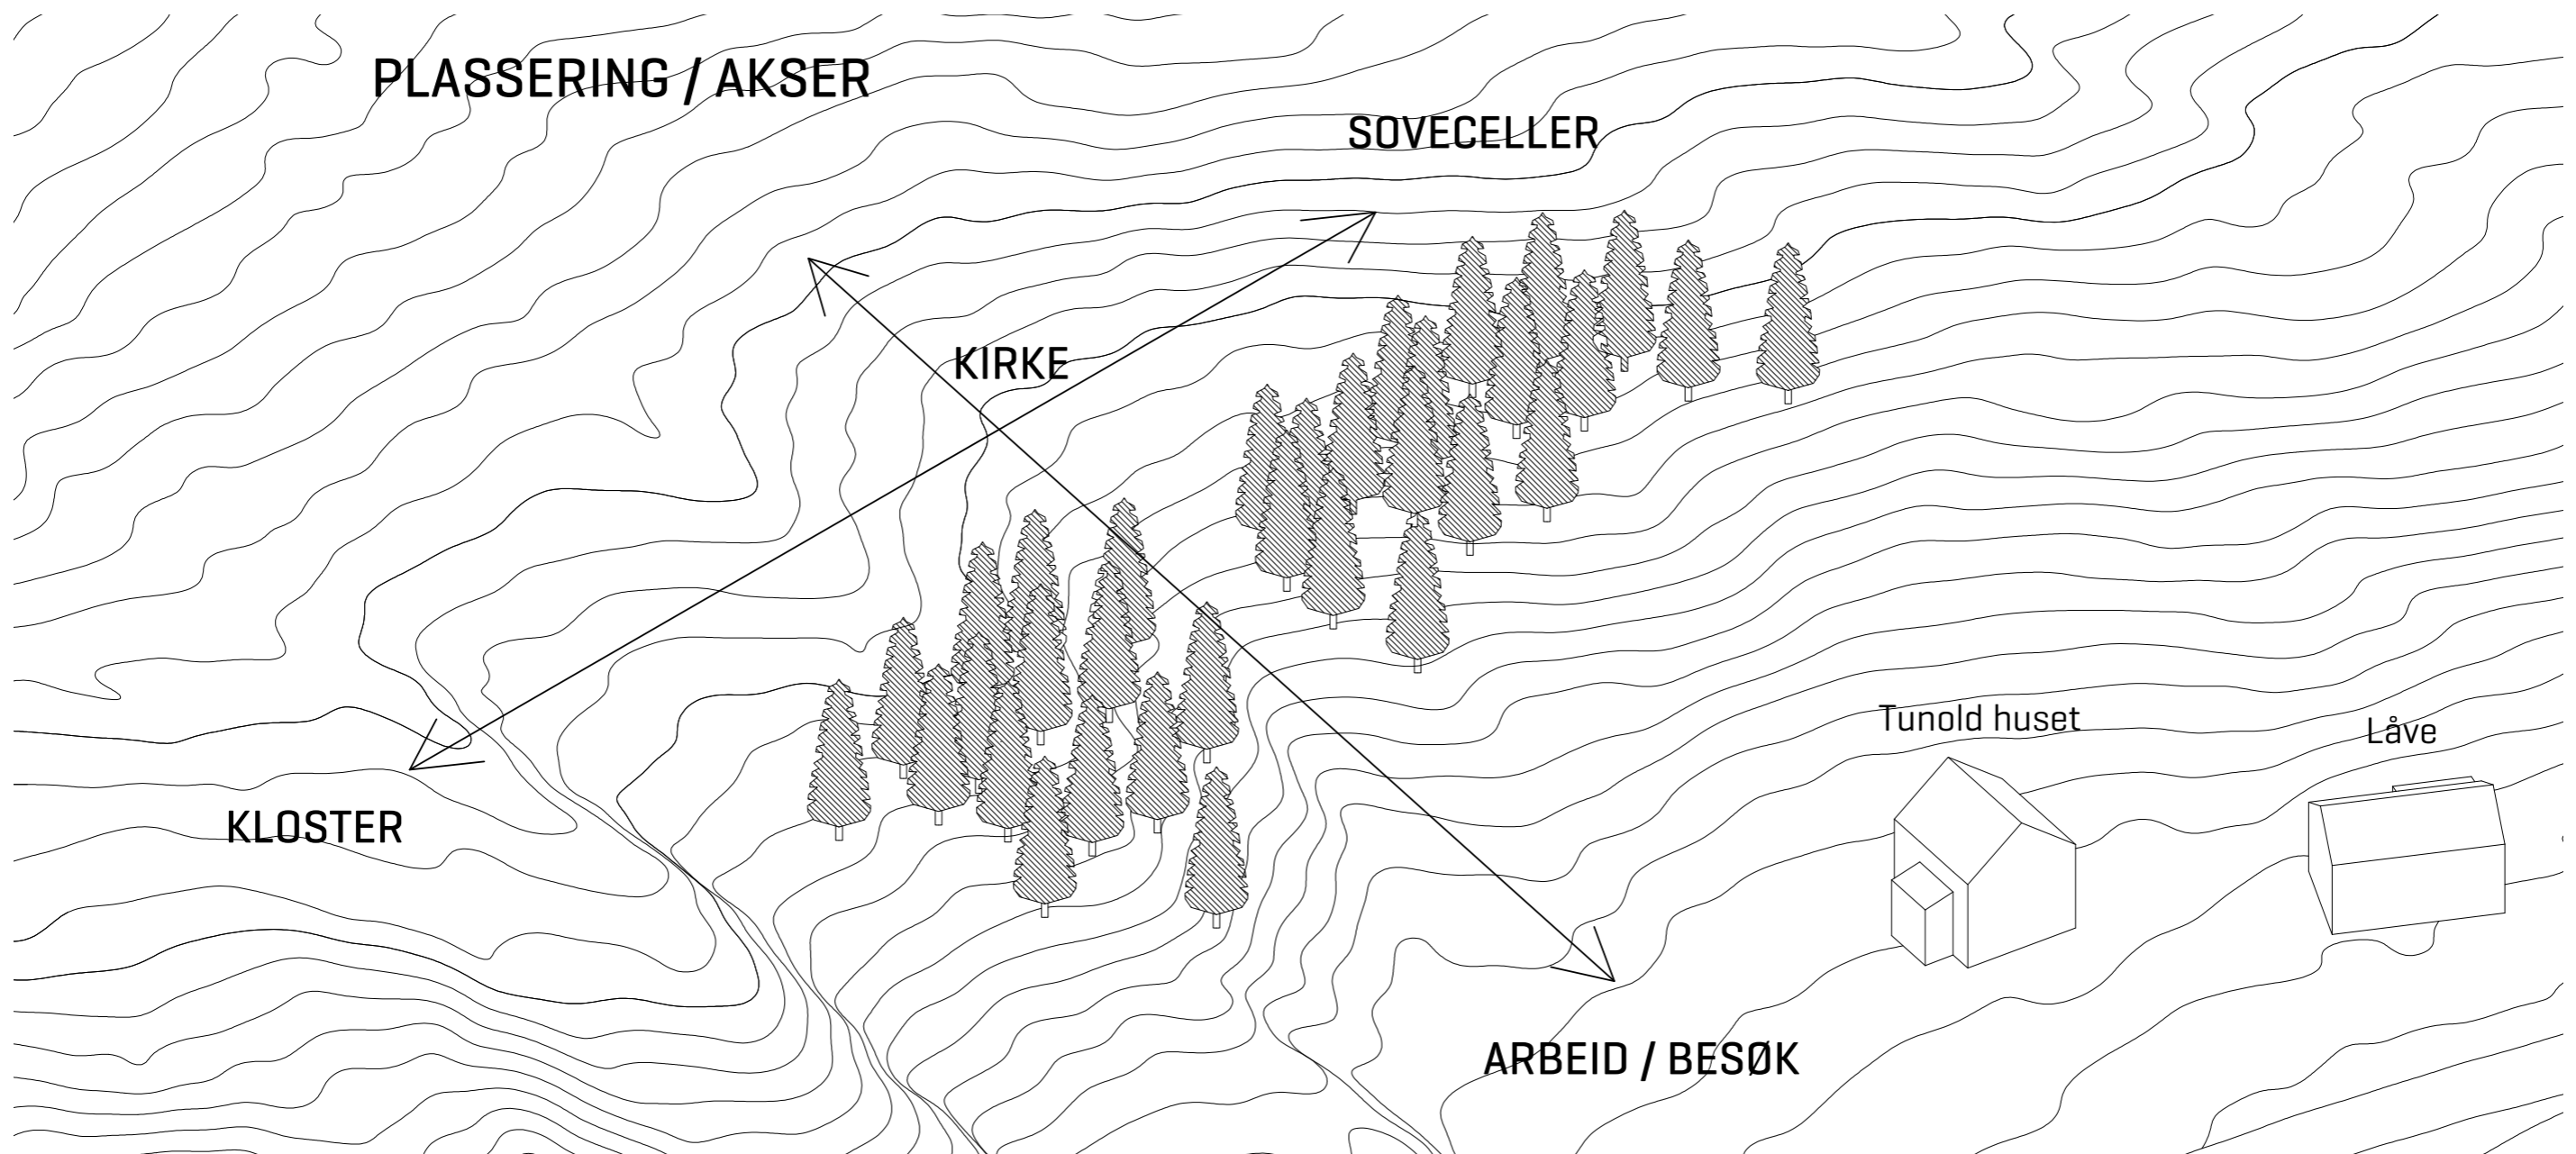 PLASSERING / AKSER
SOVECELLER
KIRKE
Tunold huset
Låve
KLOSTER
ARBEID / BESØK